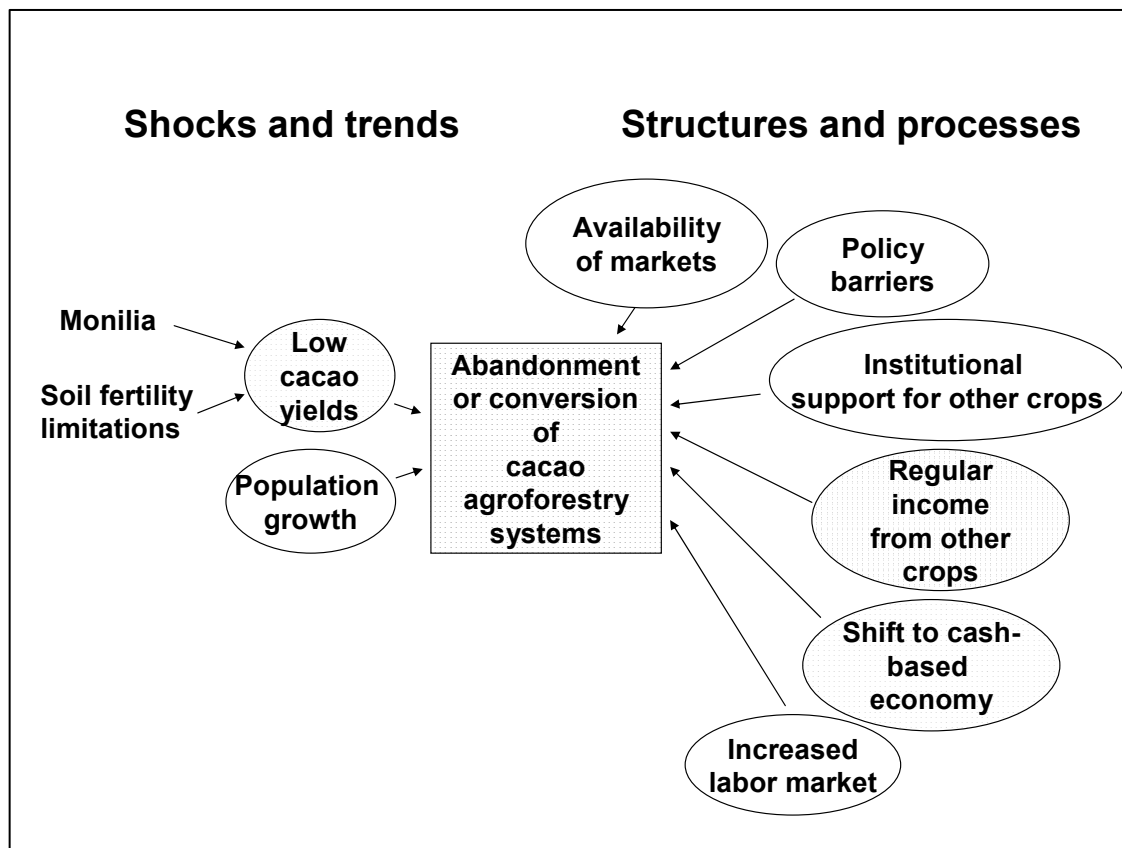 Shocks and trends
Structures and processes
Availability
of markets
Policy
barriers
Monilia
Soil fertility
limitations
Low
cacao
yields
Population
growth
Abandonment
or conversion
of
cacao
agroforestry
systems
Institutional
support for other crops
Regular
income
from other
crops
Shift to cash-
based
economy
Increased
labor market